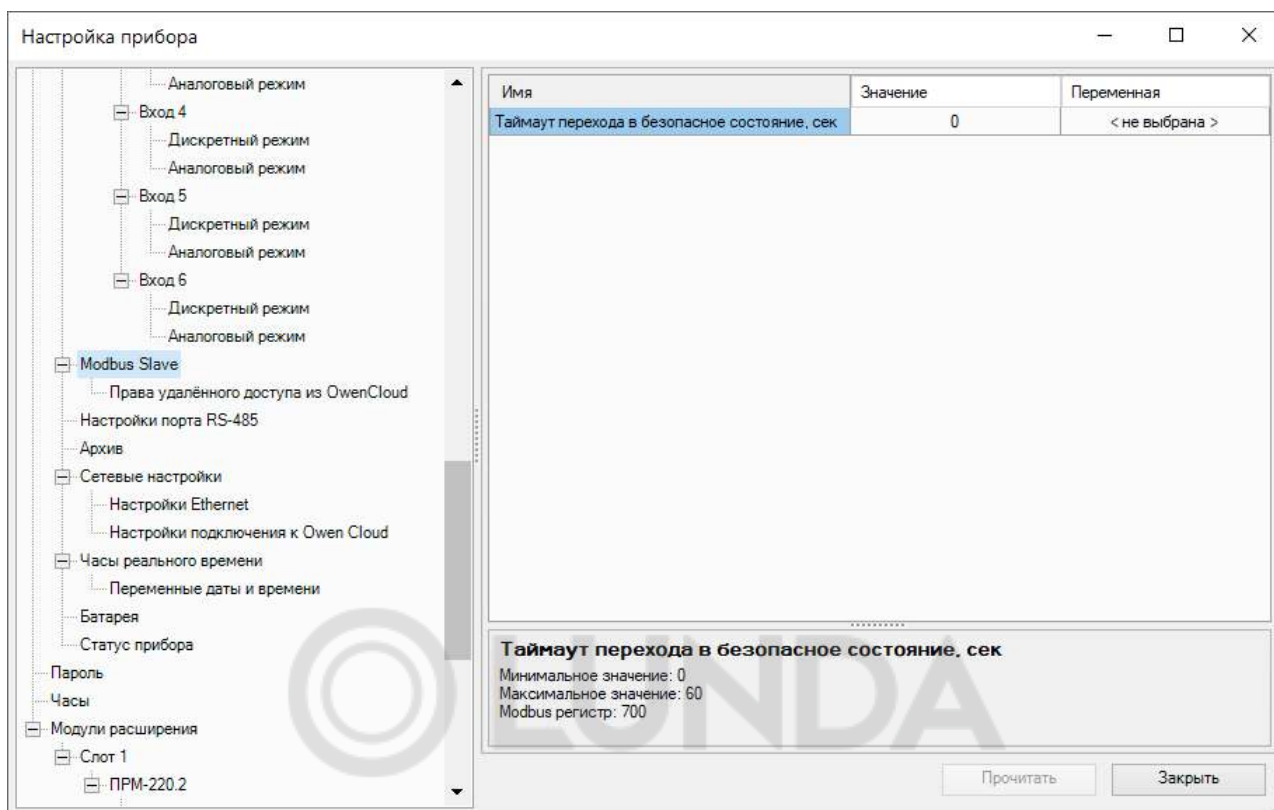 Настройка прибора
Аналоговый режим
Вход 4
Дискретный режим
Аналоговый режим
Вход 5
Дискретный режим
Аналоговый режим
Вход 6
Дискретный режим
Аналоговый режим
Modbus Slave
Права удалённого доступа из OwenCloud
Настройки порта RS-485
Архив
Сетевые настройки
Настройки Ethernet
Настройки подключения к Owen Cloud
Часы реального времени
Переменные даты и времени
Батарея
Статус прибора
Пароль
Часы
Модули расширения
Слот 1
ПРМ-220.2
Имя Значение Переменная
Таймаут перехода в безопасное состояние, сек 0 < не выбрана >
Таймаут перехода в безопасное состояние, сек
Минимальное значение: 0
Максимальное значение: 60
Modbus регистр: 700
Прочитать Закрыть
LUNDA